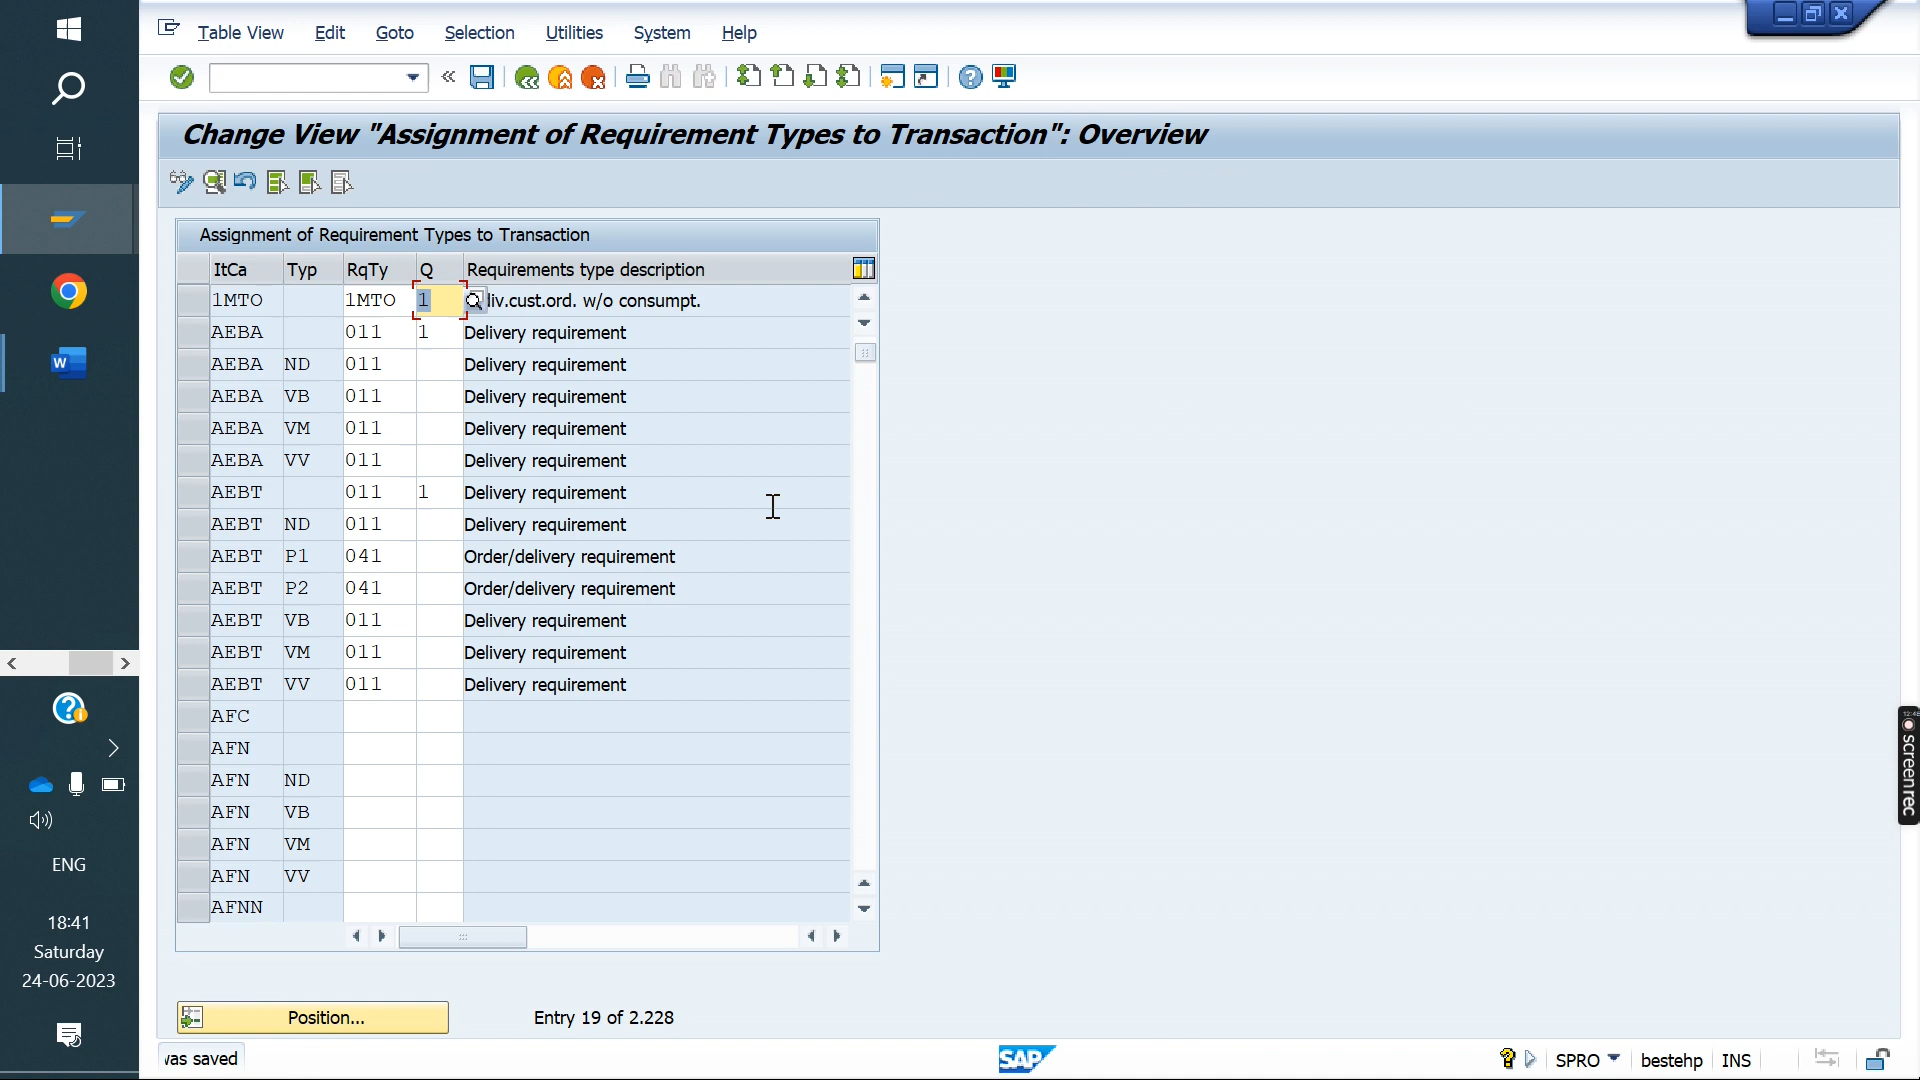 Table View Edit Goto Selection Utilities System Help
Change View "Assignment of Requirement Types to Transaction": Overview
Assignment of Requirement Types to Transaction
ItCa Typ RqTy Q Requirements type description
1MTO 1MTO 1 liv.cust.ord. w/o consumpt.
AEBA 011 1 Delivery requirement
AEBA ND 011 Delivery requirement
AEBA VB 011 Delivery requirement
AEBA VM 011 Delivery requirement
AEBA VV 011 Delivery requirement
AEBT 011 1 Delivery requirement
AEBT ND 011 Delivery requirement
AEBT P1 041 Order/delivery requirement
AEBT P2 041 Order/delivery requirement
AEBT VB 011 Delivery requirement
AEBT VM 011 Delivery requirement
AEBT VV 011 Delivery requirement
AFC
AFN
AFN ND
AFN VB
AFN VM
AFN VV
AFNN
Position... Entry 19 of 2.228
was saved SAP SPRO bestehp INS
W
ENG
18:41
Saturday
24-06-2023
screenrec